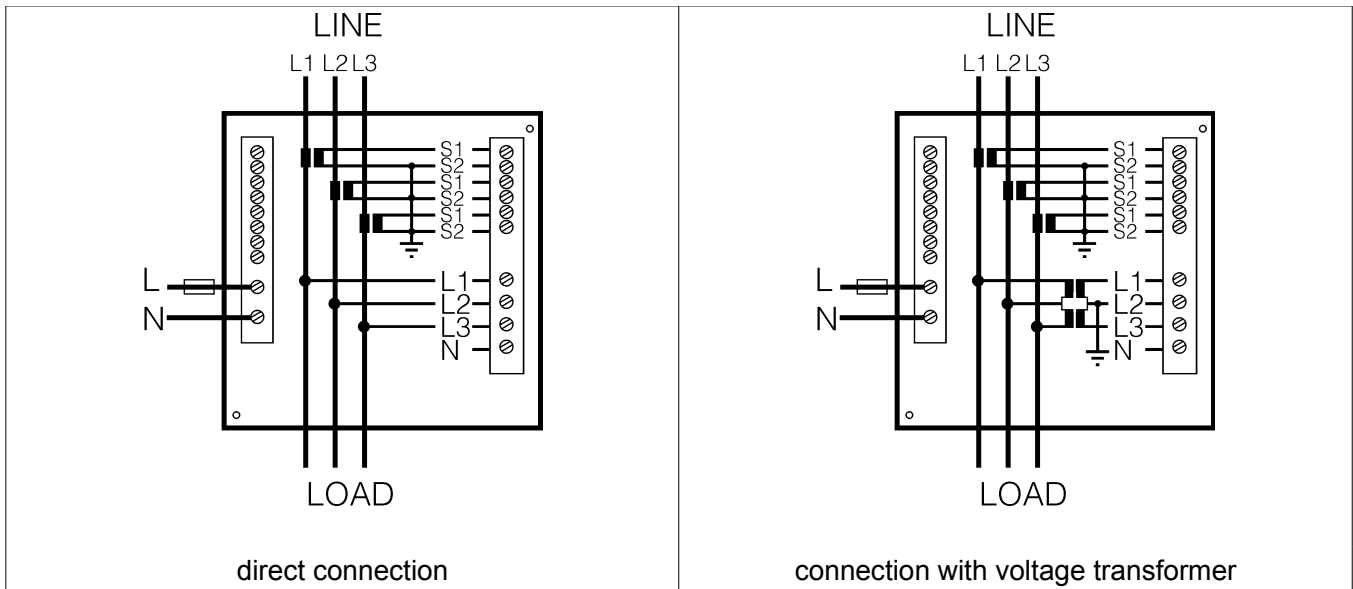 LINE
L1 L2 L3
S1
S2
S1
S2
S1
S2
L
N
L1
L2
L3
N
LOAD
direct connection
LINE
L1 L2 L3
S1
S2
S1
S2
S1
S2
L
N
L1
L2
L3
N
LOAD
connection with voltage transformer